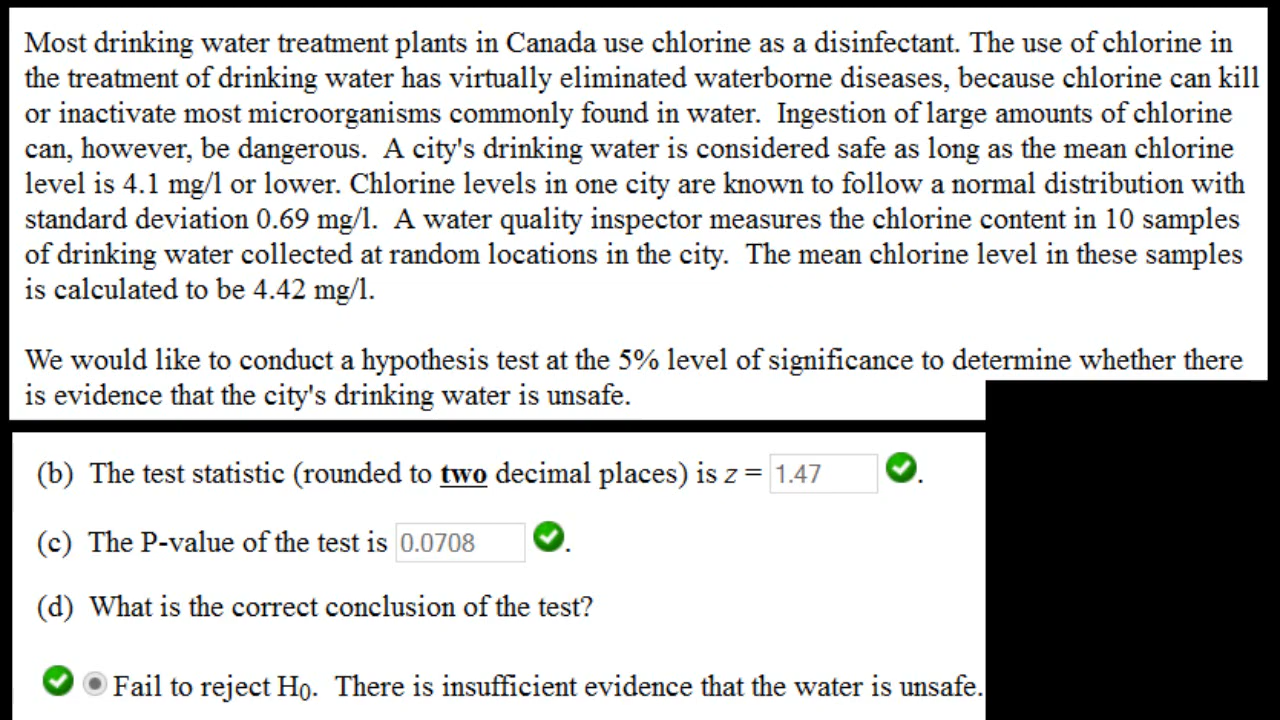 Most drinking water treatment plants in Canada use chlorine as a disinfectant. The use of chlorine in
the treatment of drinking water has virtually eliminated waterborne diseases, because chlorine can kill
or inactivate most microorganisms commonly found in water.  Ingestion of large amounts of chlorine
can, however, be dangerous.  A city's drinking water is considered safe as long as the mean chlorine
level is 4.1 mg/l or lower. Chlorine levels in one city are known to follow a normal distribution with
standard deviation 0.69 mg/l.  A water quality inspector measures the chlorine content in 10 samples
of drinking water collected at random locations in the city.  The mean chlorine level in these samples
is calculated to be 4.42 mg/l.
We would like to conduct a hypothesis test at the 5% level of significance to determine whether there
is evidence that the city's drinking water is unsafe.
(b)  The test statistic (rounded to two decimal places) is z = 1.47 .
(c)  The P-value of the test is 0.0708 .
(d)  What is the correct conclusion of the test?
Fail to reject H0.  There is insufficient evidence that the water is unsafe.